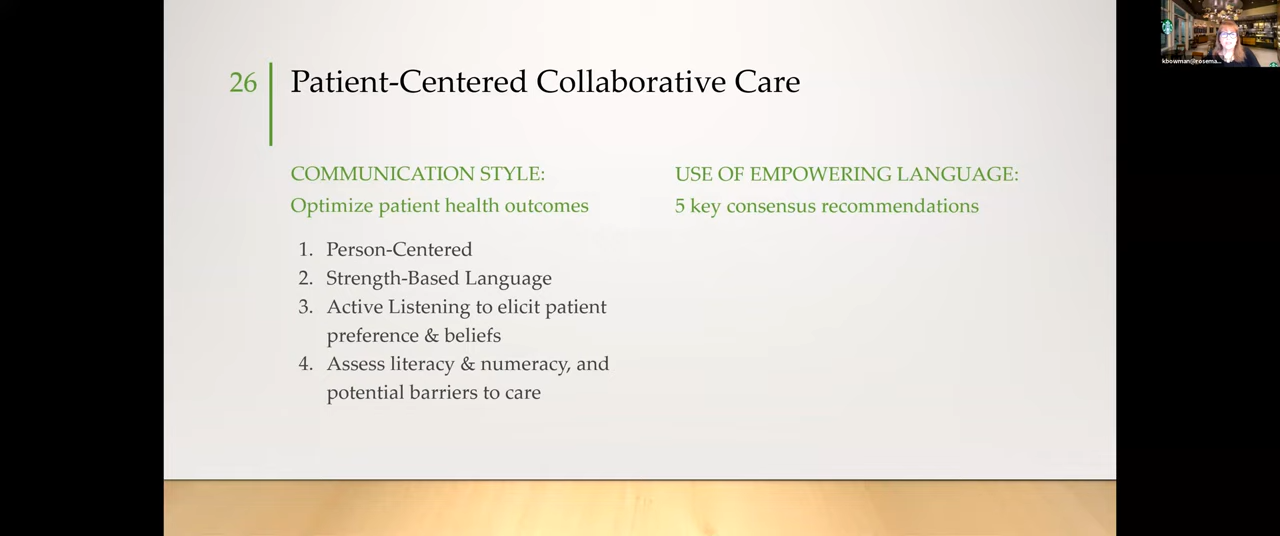 26
Patient-Centered Collaborative Care
COMMUNICATION STYLE:
Optimize patient health outcomes
1. Person-Centered
2. Strength-Based Language
3. Active Listening to elicit patient
preference & beliefs
4. Assess literacy & numeracy, and
potential barriers to care
USE OF EMPOWERING LANGUAGE:
5 key consensus recommendations
kbowman@rosema...